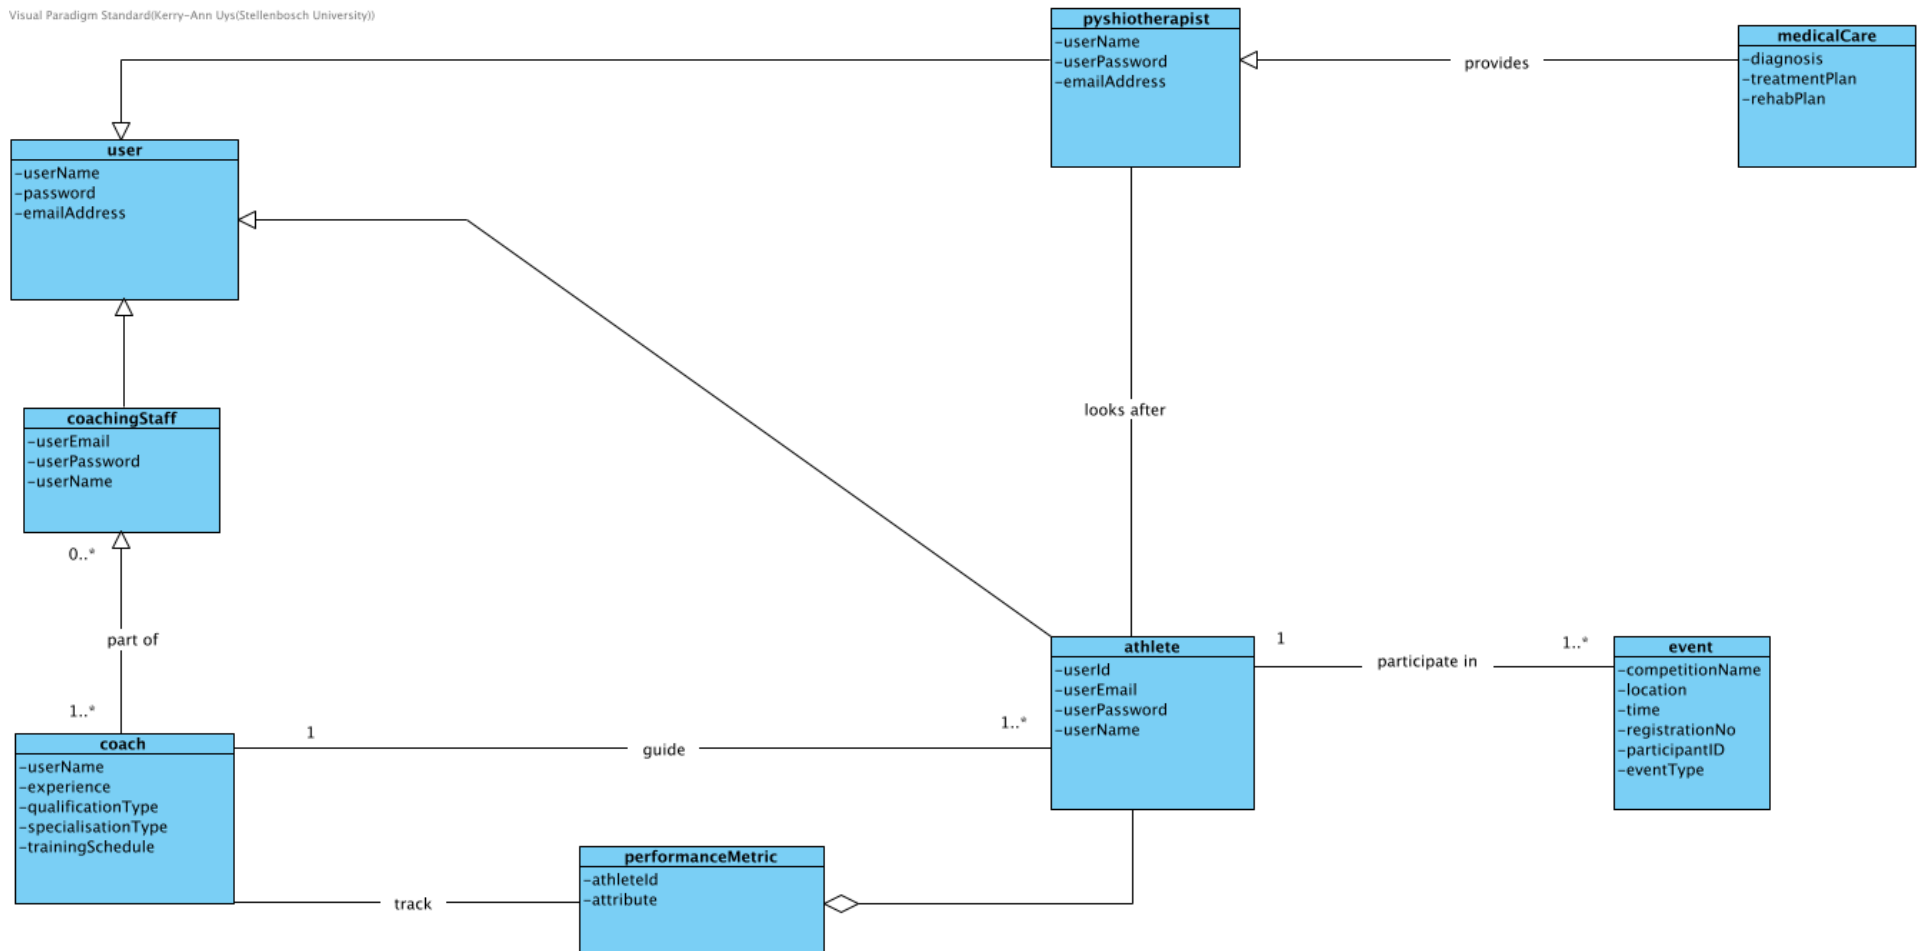 Visual Paradigm Standard(Kerry-Ann Uys(Stellenbosch University))
pyshiotherapist
-userName
-userPassword
-emailAddress
provides
medicalCare
-diagnosis
-treatmentPlan
-rehabPlan
user
-userName
-password
-emailAddress
looks after
coachingStaff
-userEmail
-userPassword
-userName
0..*
part of
1..*
coach
-userName
-experience
-qualificationType
-specialisationType
-trainingSchedule
1
guide
1..*
athlete
-userId
-userEmail
-userPassword
-userName
1
participate in
1..*
event
-competitionName
-location
-time
-registrationNo
-participantID
-eventType
track
performanceMetric
-athleteId
-attribute